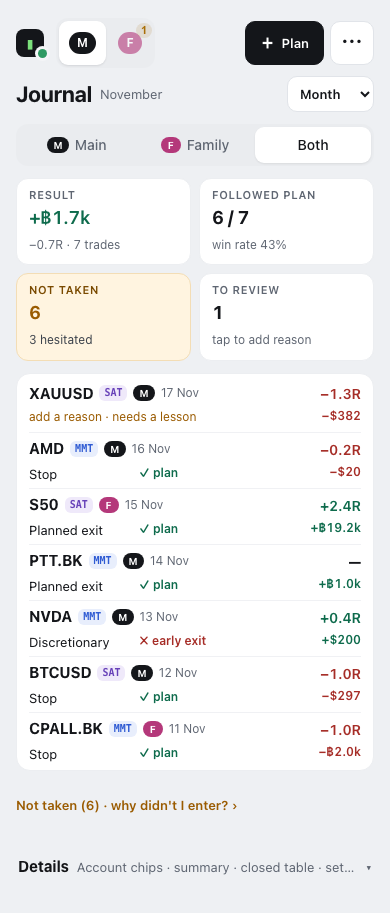 M F 1 + Plan ···
Journal November Month
M Main F Family Both
RESULT
+฿1.7k
−0.7R · 7 trades
FOLLOWED PLAN
6 / 7
win rate 43%
NOT TAKEN
6
3 hesitated
TO REVIEW
1
tap to add reason
XAUUSD SAT M 17 Nov −1.3R
add a reason · needs a lesson −$382
AMD MMT M 16 Nov −0.2R
Stop ✓ plan −$20
S50 SAT F 15 Nov +2.4R
Planned exit ✓ plan +฿19.2k
PTT.BK MMT M 14 Nov —
Planned exit ✓ plan +฿1.0k
NVDA MMT M 13 Nov +0.4R
Discretionary ✕ early exit +$200
BTCUSD SAT M 12 Nov −1.0R
Stop ✓ plan −$297
CPALL.BK MMT F 11 Nov −1.0R
Stop ✓ plan −฿2.0k
Not taken (6) · why didn't I enter? ›
Details Account chips · summary · closed table · set... ▾